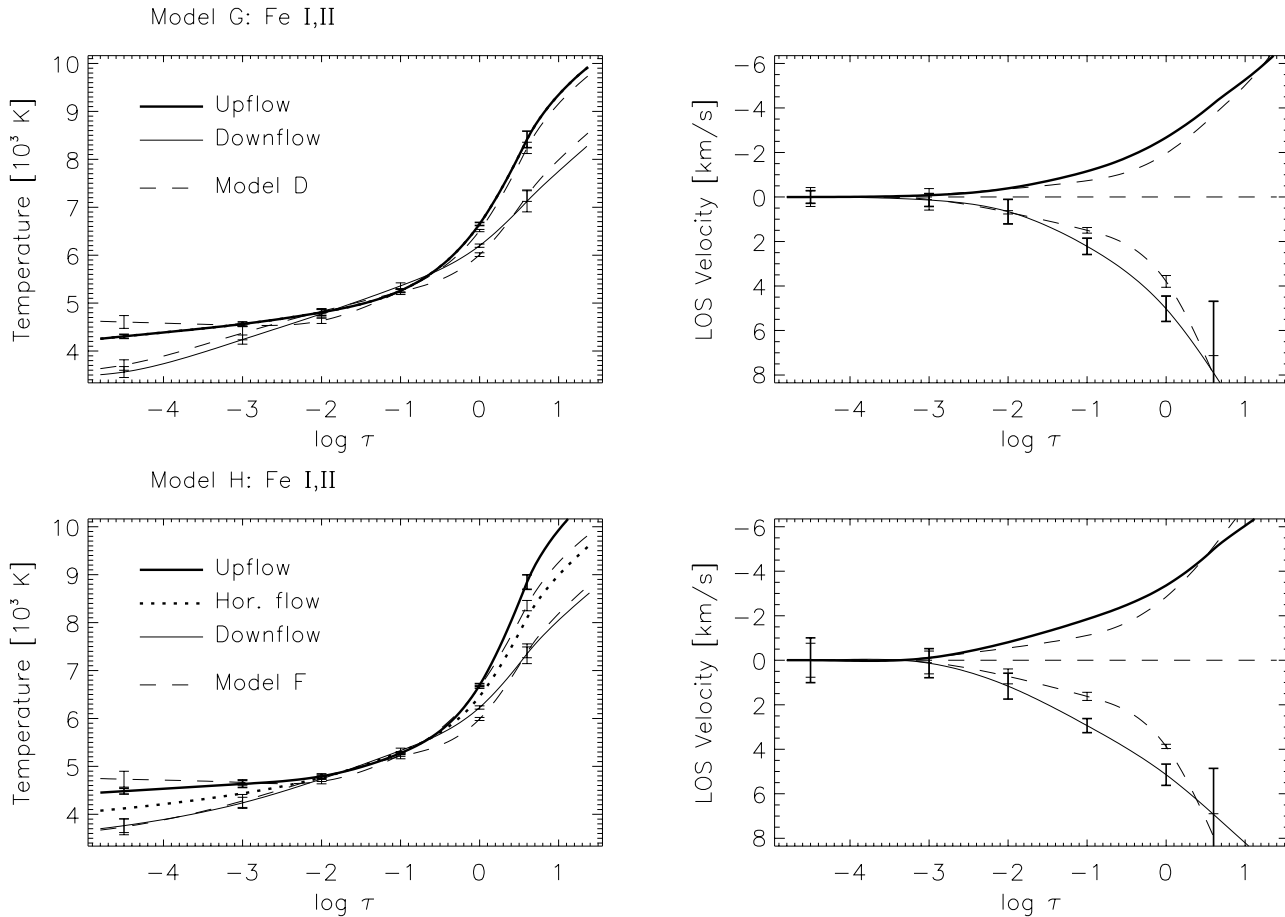 Model G: Fe I,II
Temperature [10³ K]
10
9
8
7
6
5
4
Upflow
Downflow
Model D
−4 −3 −2 −1 0 1
log τ
LOS Velocity [km/s]
−6
−4
−2
0
2
4
6
8
−4 −3 −2 −1 0 1
log τ
Model H: Fe I,II
Temperature [10³ K]
10
9
8
7
6
5
4
Upflow
Hor. flow
Downflow
Model F
−4 −3 −2 −1 0 1
log τ
LOS Velocity [km/s]
−6
−4
−2
0
2
4
6
8
−4 −3 −2 −1 0 1
log τ